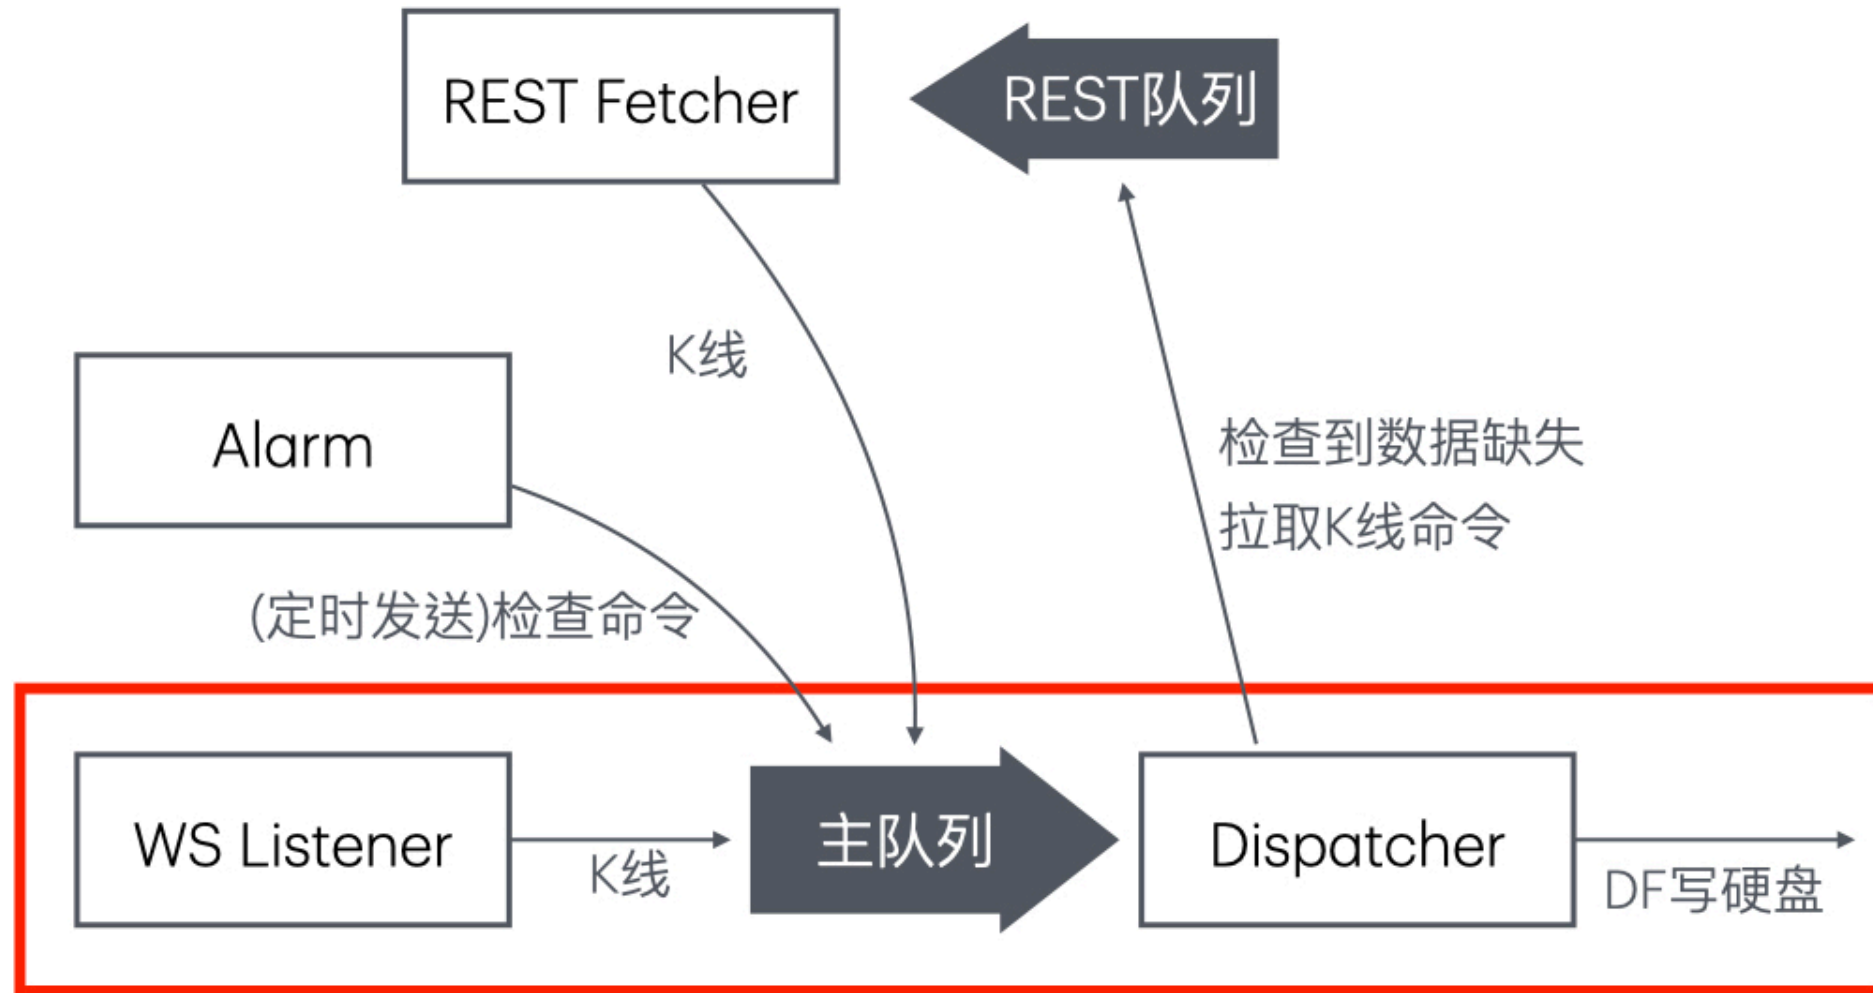 REST Fetcher
REST队列
K线
Alarm
检查到数据缺失
拉取K线命令
(定时发送)检查命令
WS Listener
K线
主队列
Dispatcher
DF写硬盘